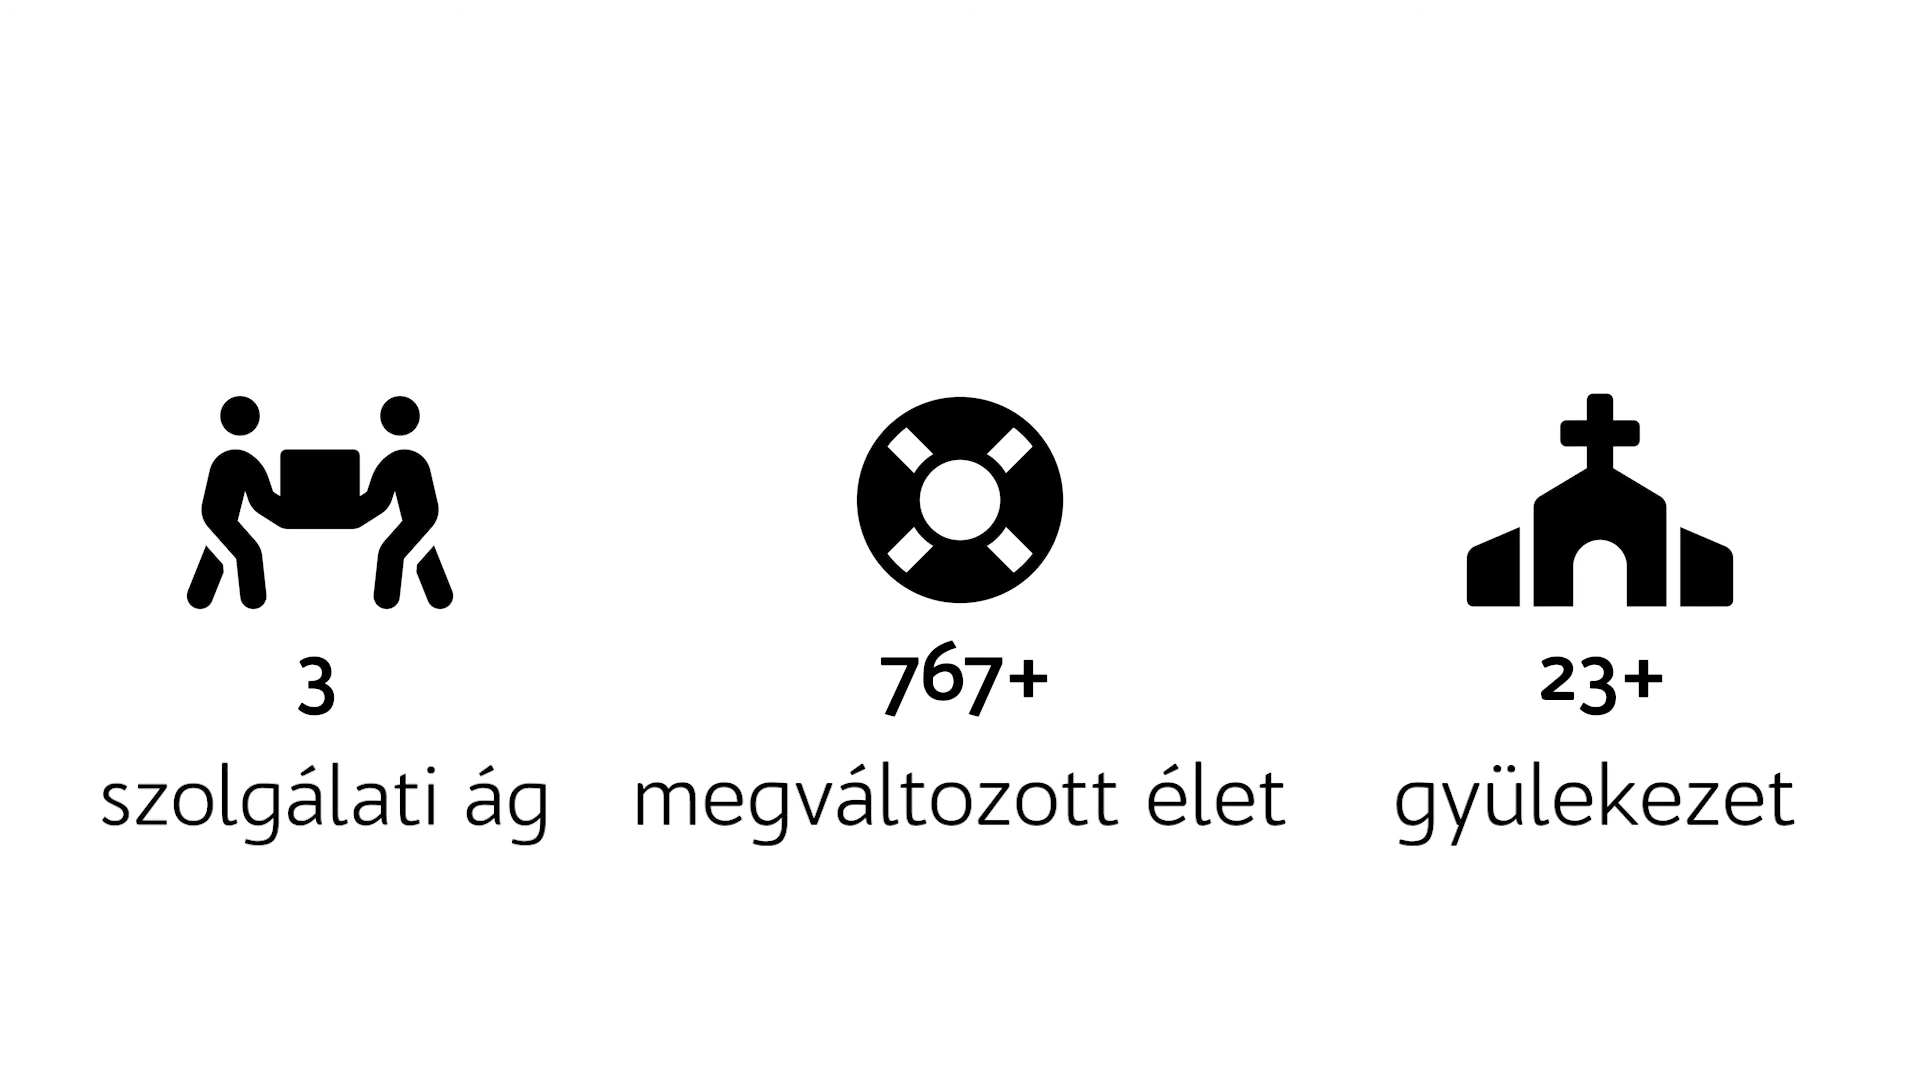 3
szolgálati ág
767+
megváltozott élet
23+
gyülekezet